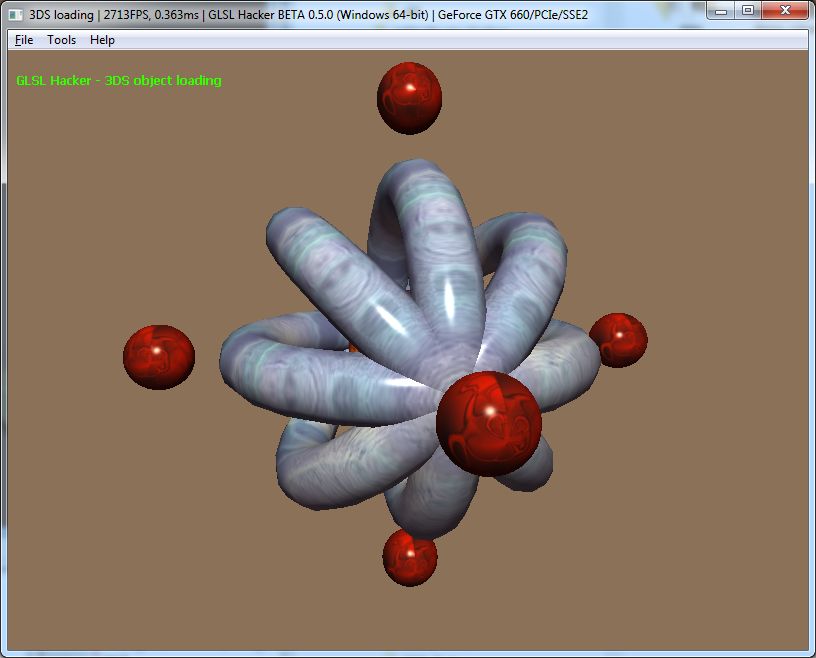 3DS loading | 2713FPS, 0.363ms | GLSL Hacker BETA 0.5.0 (Windows 64-bit) | GeForce GTX 660/PCIe/SSE2
File Tools Help
GLSL Hacker - 3DS object loading